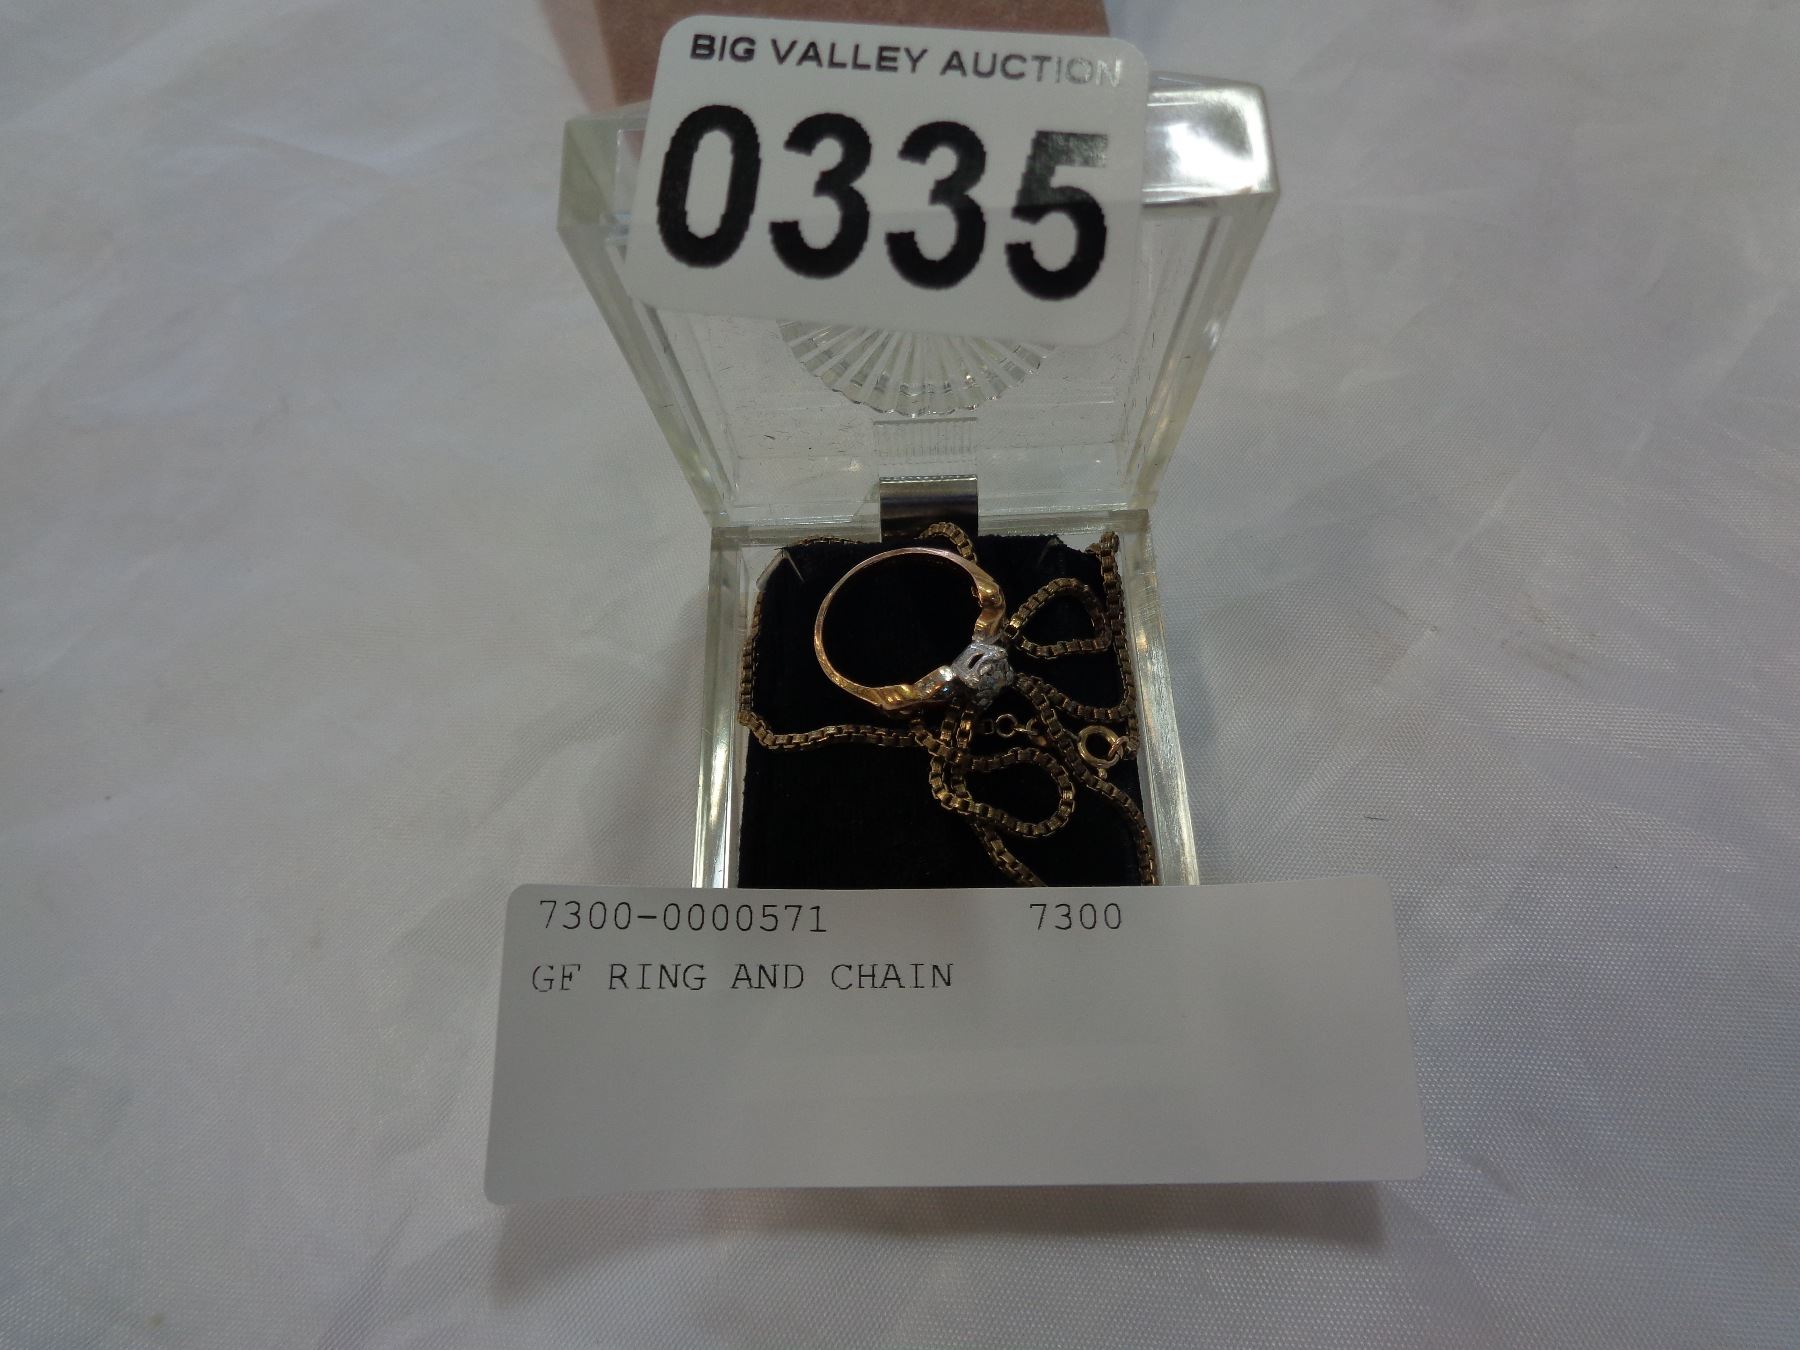 BIG VALLEY AUCTION
0335
7300-0000571 7300
GF RING AND CHAIN